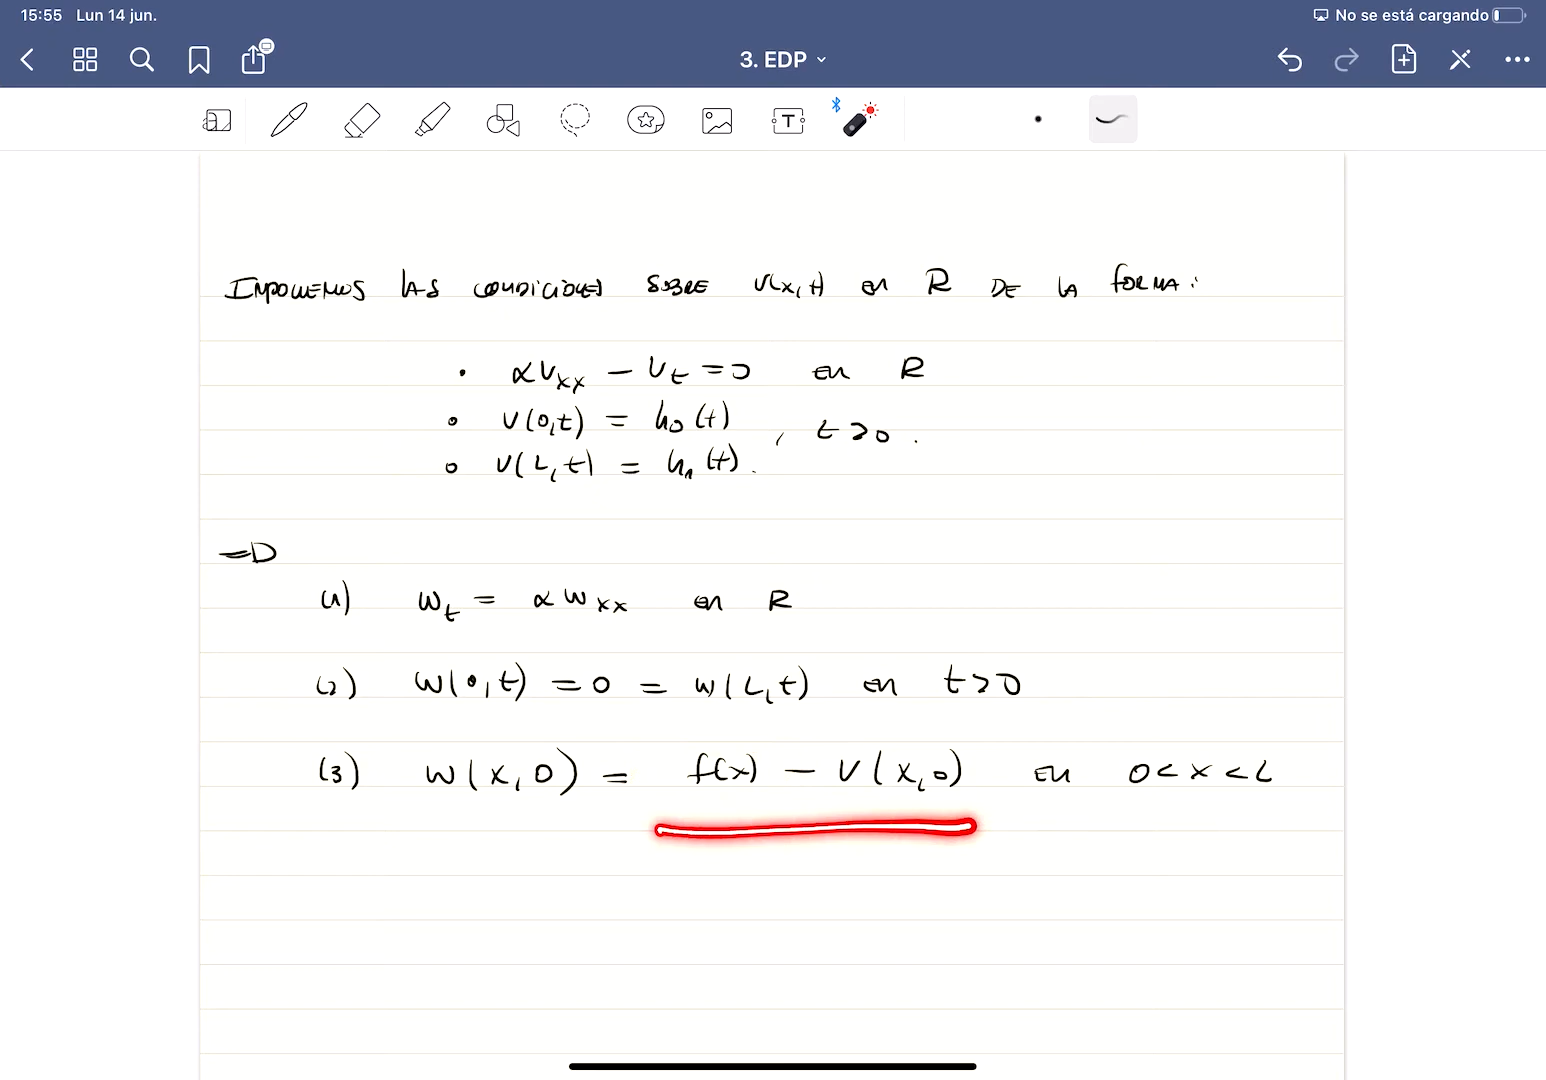 15:55 Lun 14 jun.
No se está cargando
3. EDP
IMPONEMOS LAS CONDICIONES SOBRE v(x,t) en R DE LA FORMA:
• αv_xx − v_t = 0 en R
• v(0,t) = h_0(t)
, t>0.
• v(L,t) = h_1(t).
=D
(1) w_t = αw_xx en R
(2) w(0,t) = 0 = w(L,t) en t>0
(3) w(x,0) = f(x) − v(x,0) en 0<x<L